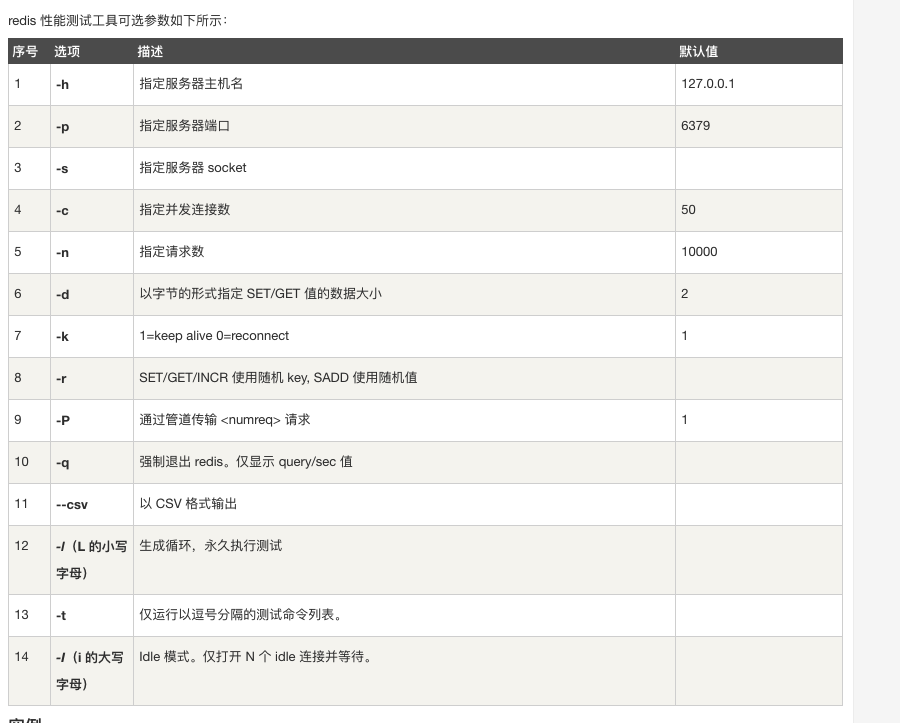 redis 性能测试工具可选参数如下所示：
序号 选项 描述 默认值
1 -h 指定服务器主机名 127.0.0.1
2 -p 指定服务器端口 6379
3 -s 指定服务器 socket
4 -c 指定并发连接数 50
5 -n 指定请求数 10000
6 -d 以字节的形式指定 SET/GET 值的数据大小 2
7 -k 1=keep alive 0=reconnect 1
8 -r SET/GET/INCR 使用随机 key, SADD 使用随机值
9 -P 通过管道传输 <numreq> 请求 1
10 -q 强制退出 redis。仅显示 query/sec 值
11 --csv 以 CSV 格式输出
12 -l（L 的小写 生成循环，永久执行测试
字母）
13 -t 仅运行以逗号分隔的测试命令列表。
14 -I（i 的大写 Idle 模式。仅打开 N 个 idle 连接并等待。
字母）
实例